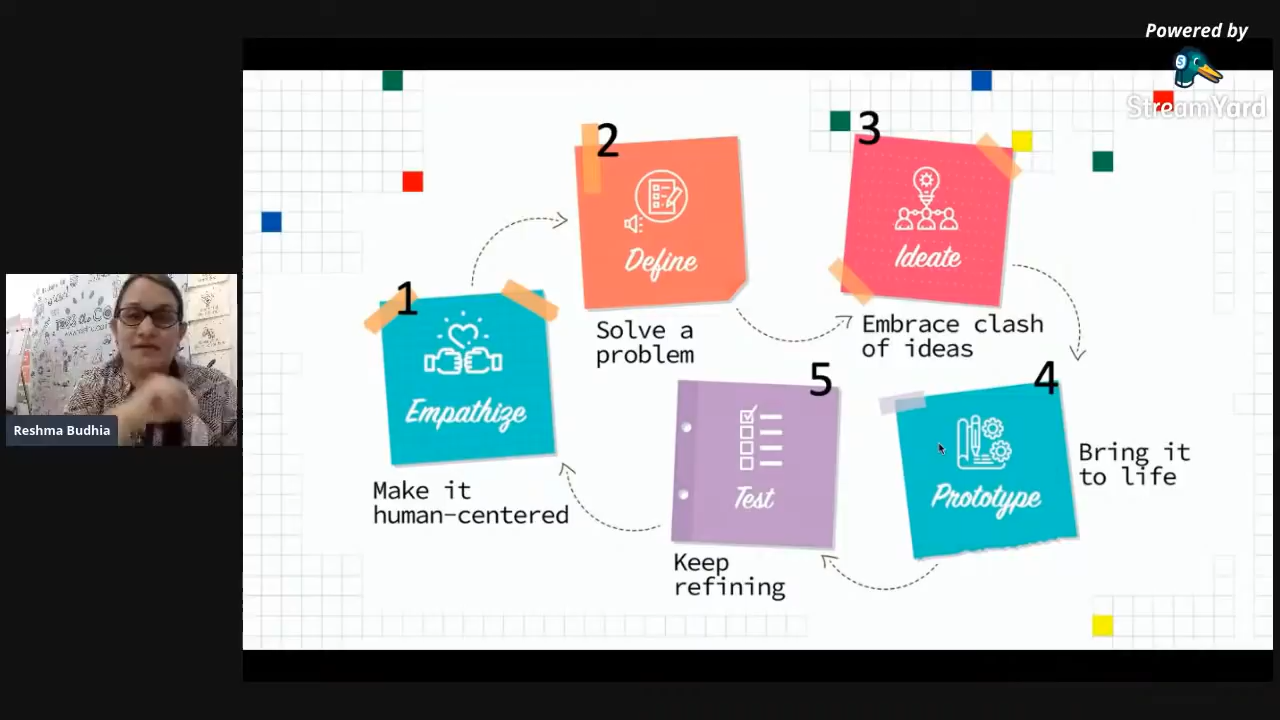 Powered by
StreamYard
2
Define
Solve a
problem
3
Ideate
Embrace clash
of ideas
1
Empathize
Make it
human-centered
5
Test
Keep
refining
4
Prototype
Bring it
to life
Reshma Budhia